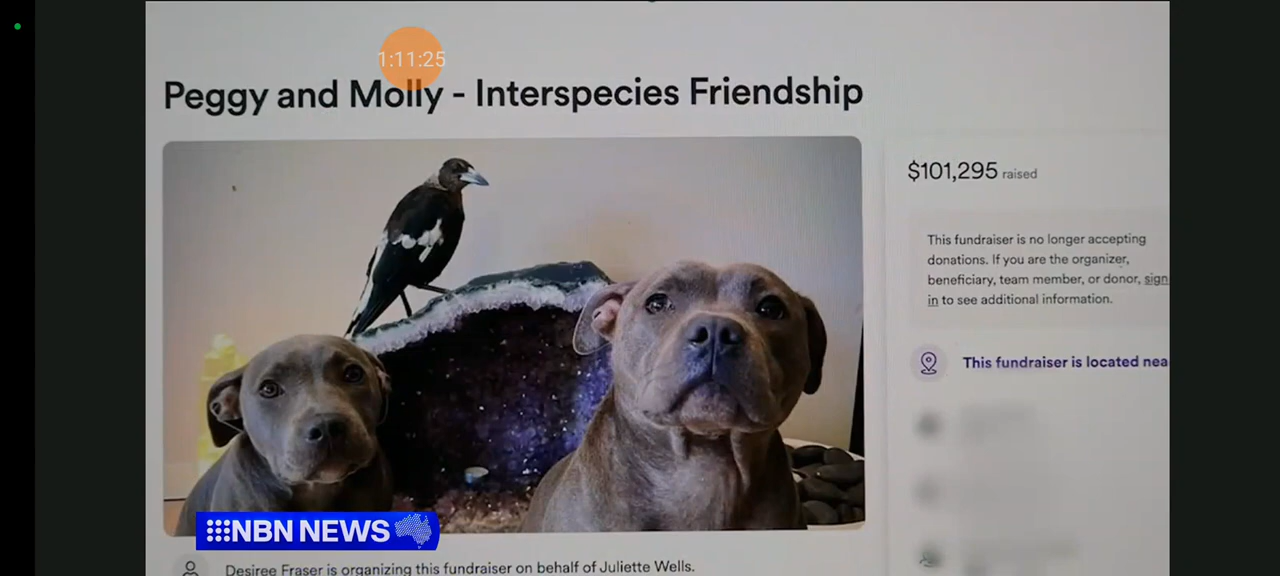 1:11:25
Peggy and Molly - Interspecies Friendship
$101,295 raised
This fundraiser is no longer accepting
donations. If you are the organizer,
beneficiary, team member, or donor, sign
in to see additional information.
This fundraiser is located nea
NBN NEWS
Desiree Fraser is organizing this fundraiser on behalf of Juliette Wells.